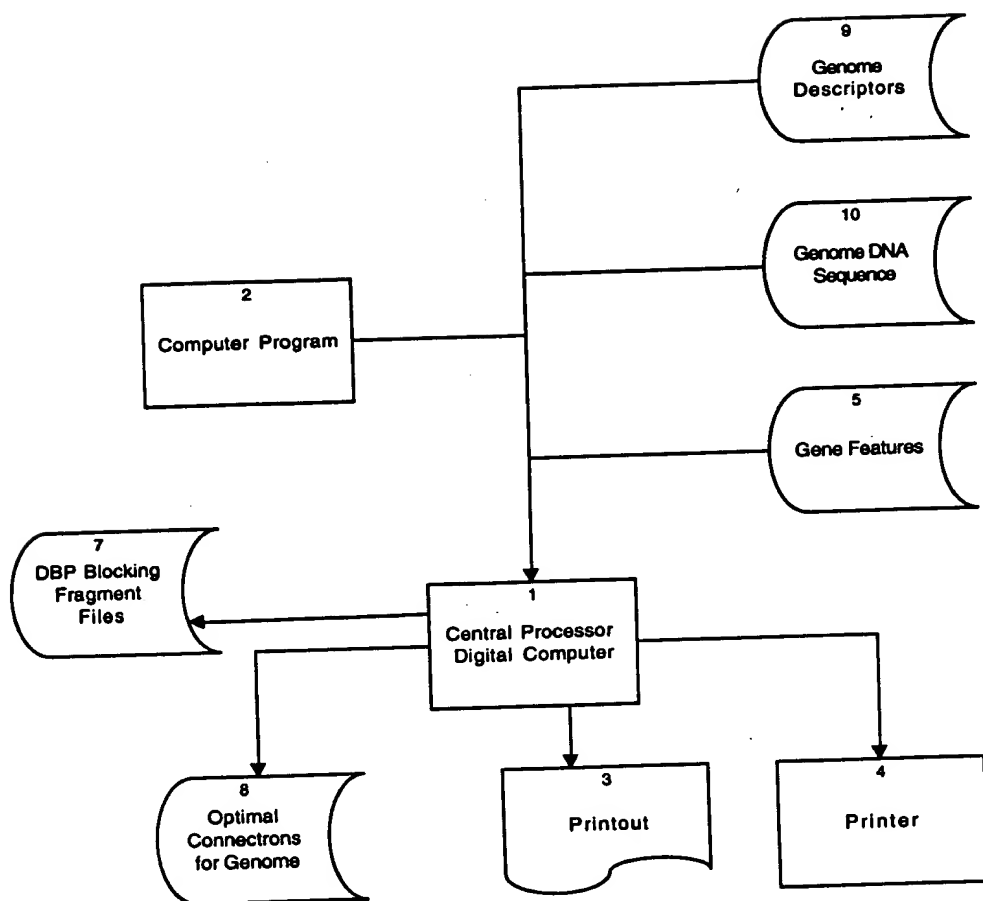 9
Genome
Descriptors
10
Genome DNA
Sequence
2
Computer Program
5
Gene Features
7
DBP Blocking
Fragment
Files
1
Central Processor
Digital Computer
8
Optimal
Connectrons
for Genome
3
Printout
4
Printer